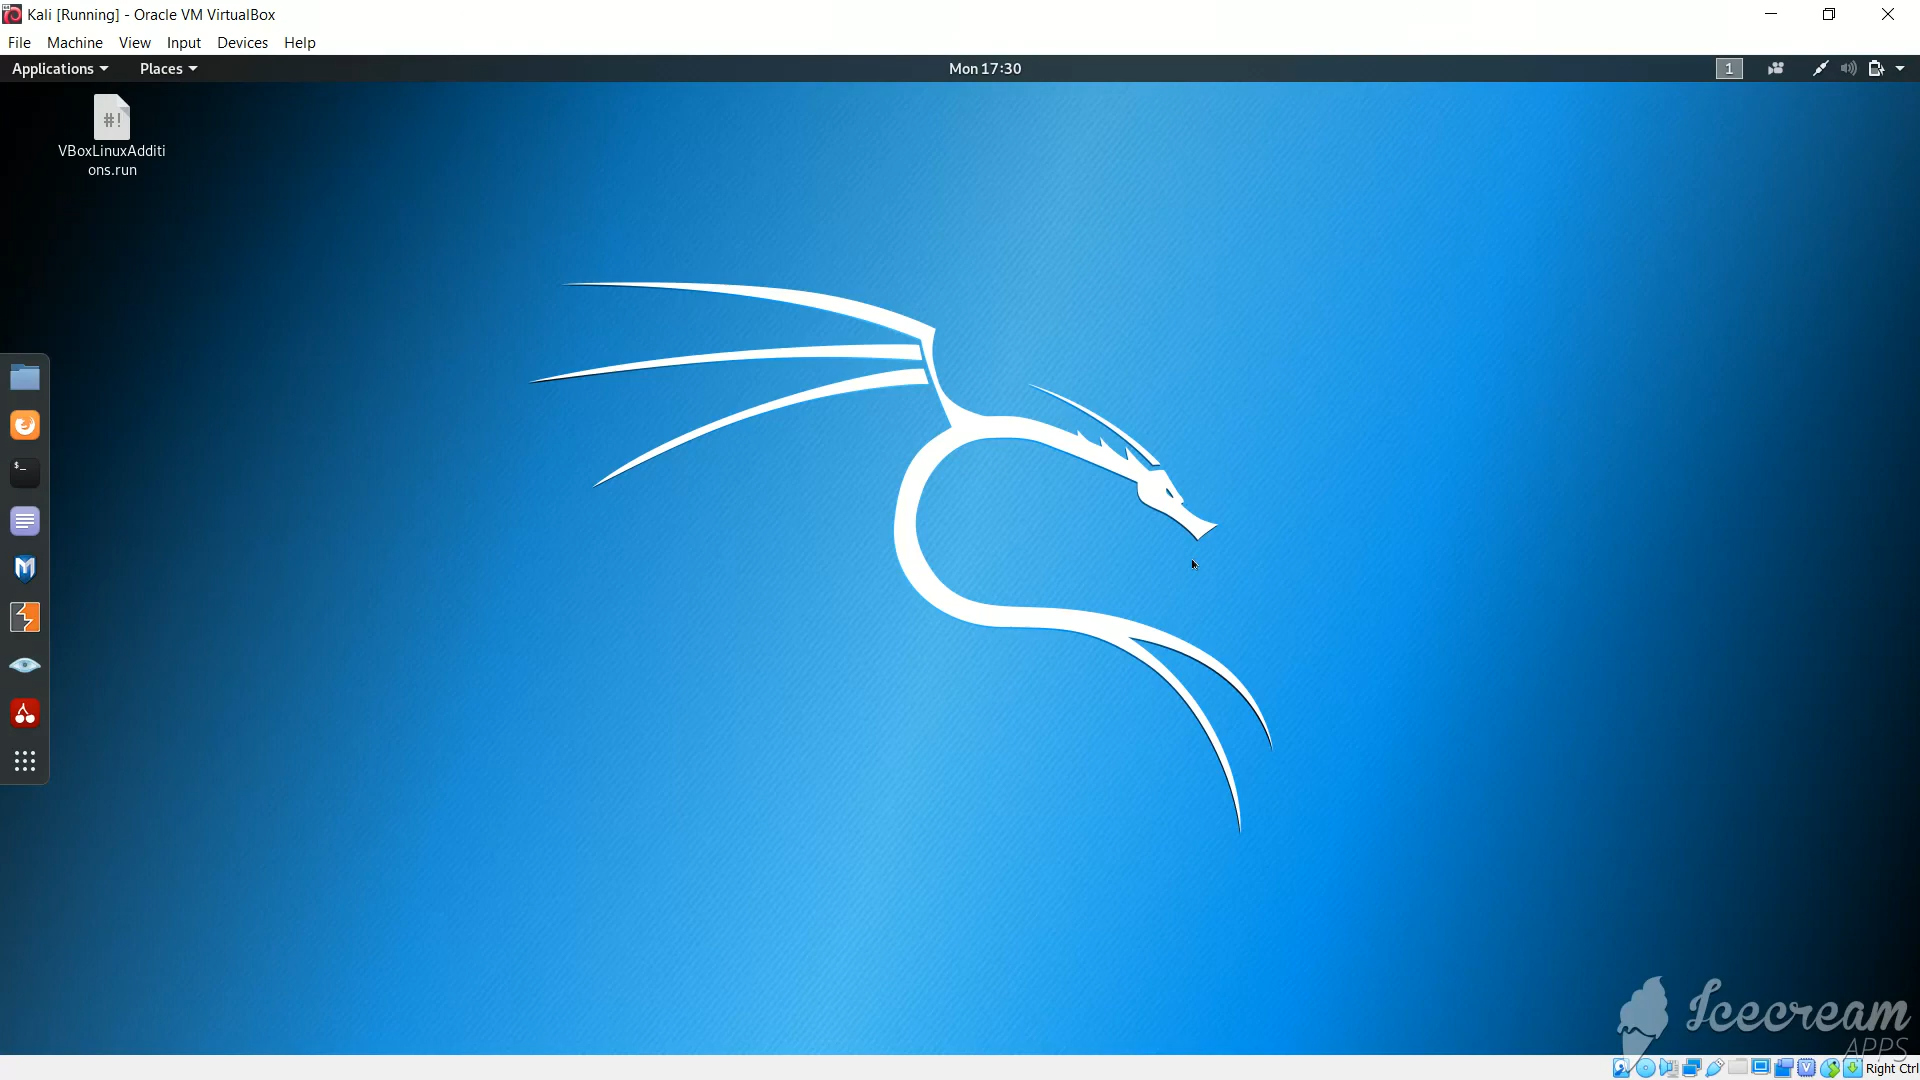 Kali [Running] - Oracle VM VirtualBox
File Machine View Input Devices Help
Applications Places Mon 17:30 1
#!
VBoxLinuxAdditi
ons.run
$_
Icecream
APPS
V
Right Ctrl